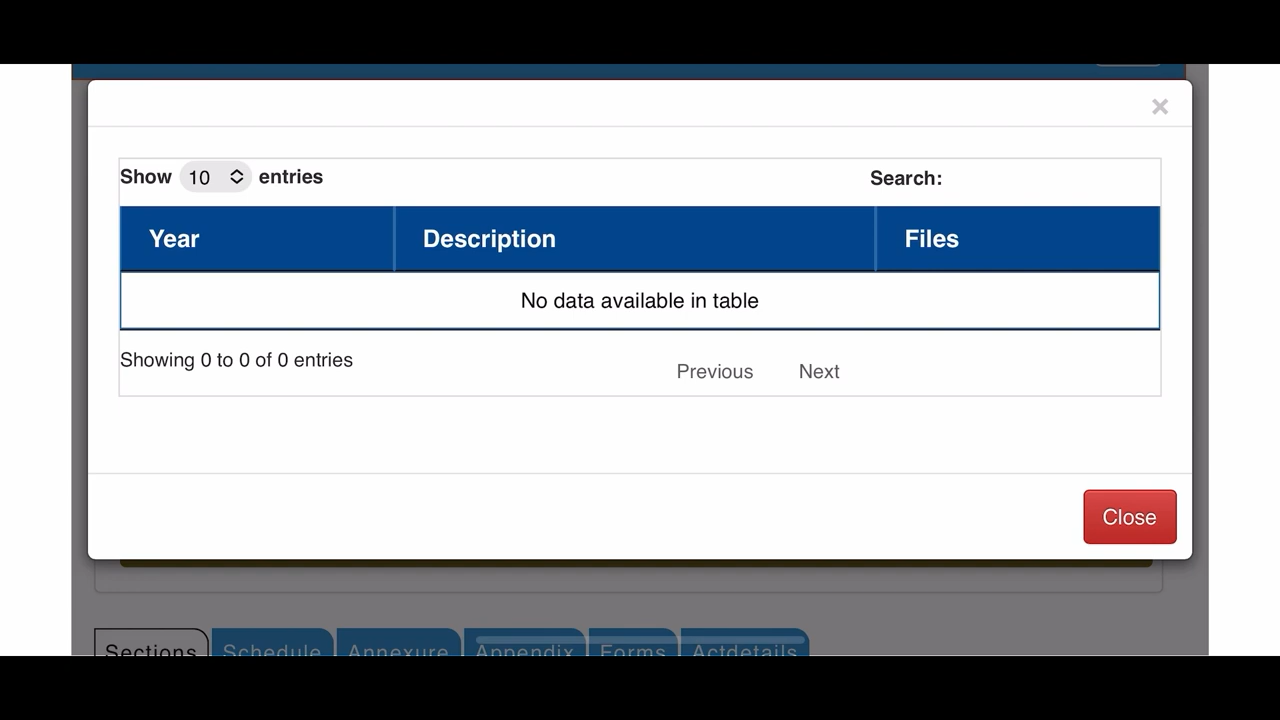 ×
Show 10 entries
Search:
Year Description Files
No data available in table
Showing 0 to 0 of 0 entries
Previous Next
Close
Sections Schedule Annexure Appendix Forms Actdetails